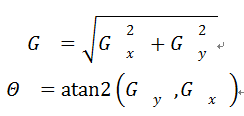 G = √(G_x^2 + G_y^2)
Θ = atan2(G_y ,G_x)